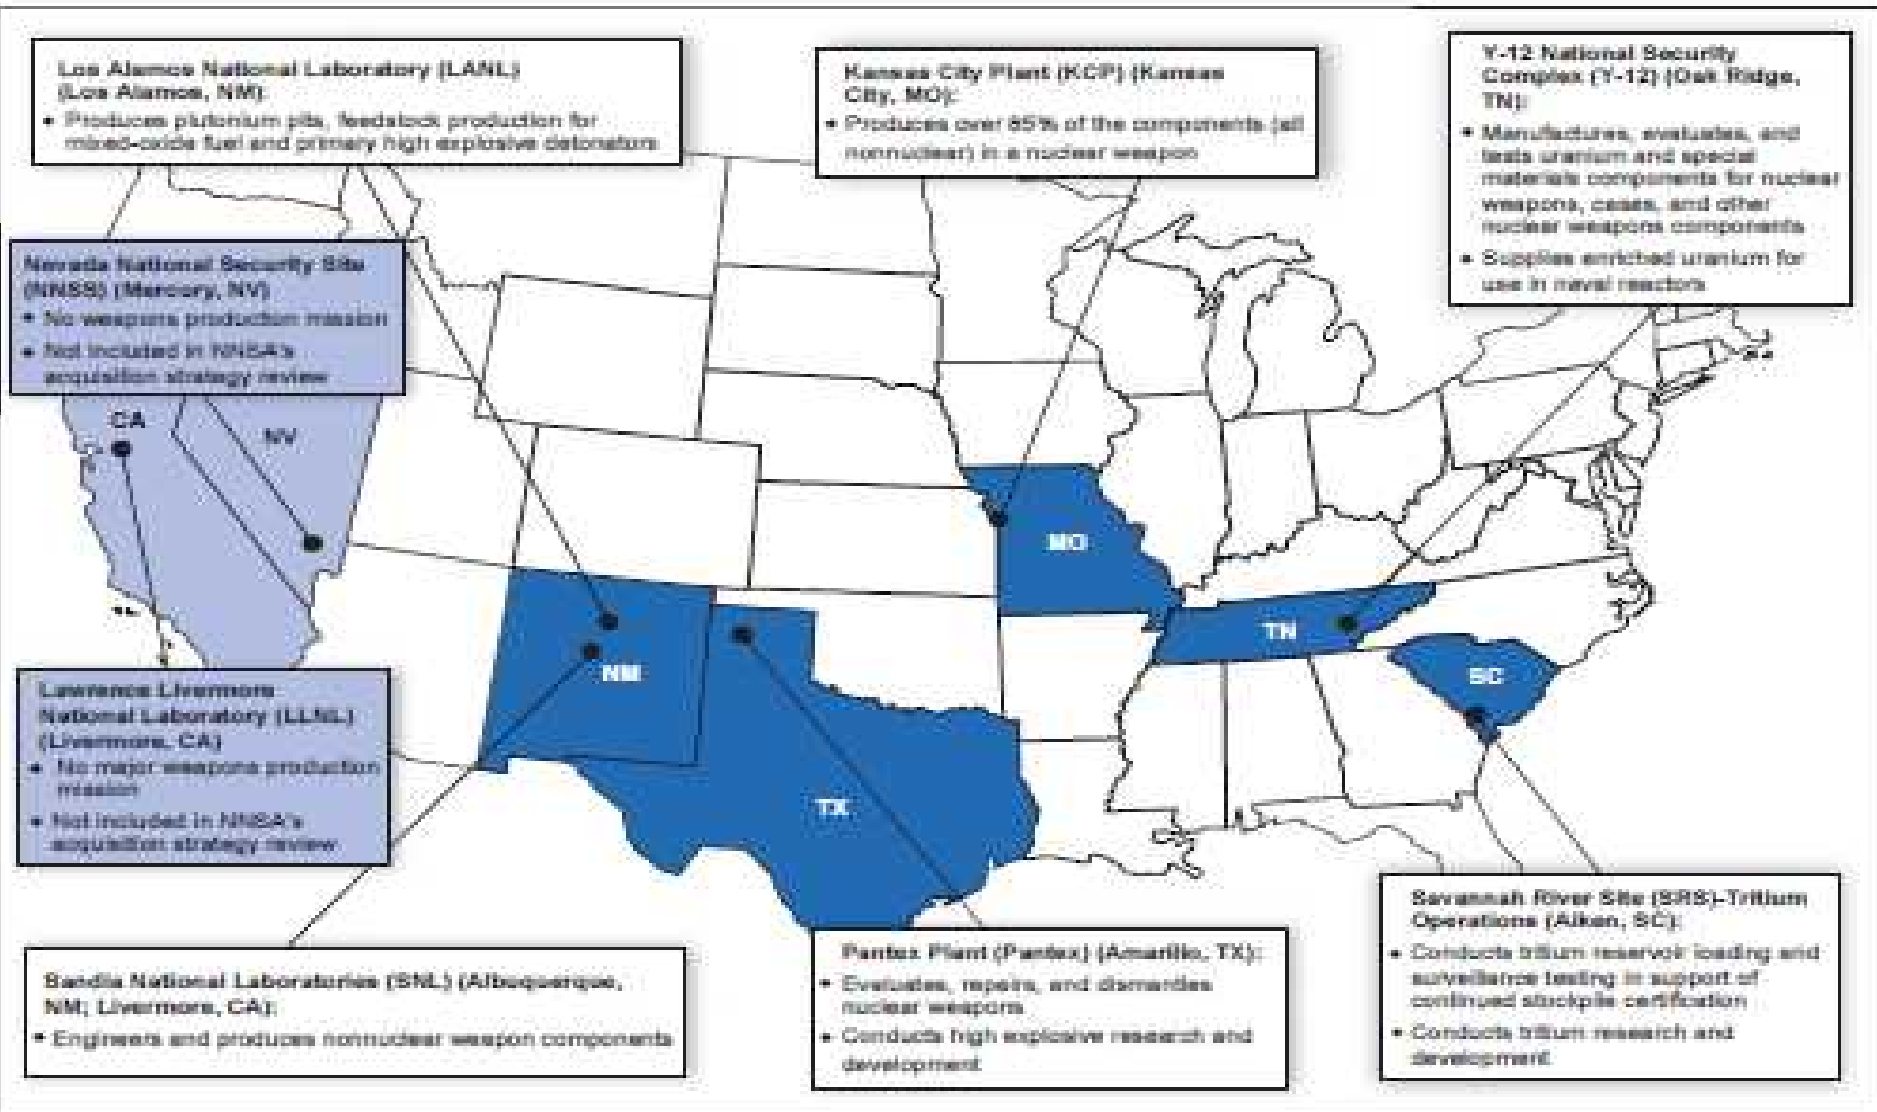 Los Alamos National Laboratory (LANL)
(Los Alamos, NM)
• Produces plutonium pits, feedstock production for
mixed-oxide fuel and primary high explosive detonators
Kansas City Plant (KCP) (Kansas
City, MO):
• Produces over 85% of the components (all
nonnuclear) in a nuclear weapon
Y-12 National Security
Complex (Y-12) (Oak Ridge,
TN):
• Manufactures, evaluates, and
tests uranium and special
materials components for nuclear
weapons, cases, and other
nuclear weapons components
• Supplies enriched uranium for
use in naval reactors
Nevada National Security Site
(NNSS) (Mercury, NV)
• No weapons production mission
• Not included in NNSA's
acquisition strategy review
CA
NV
MO
TN
NM
SC
TX
Lawrence Livermore
National Laboratory (LLNL)
(Livermore, CA)
• No major weapons production
mission
• Not included in NNSA's
acquisition strategy review
Sandia National Laboratories (SNL) (Albuquerque,
NM; Livermore, CA):
• Engineers and produces nonnuclear weapon components
Pantex Plant (Pantex) (Amarillo, TX):
• Evaluates, repairs, and dismantles
nuclear weapons
• Conducts high explosive research and
development
Savannah River Site (SRS)-Tritium
Operations (Aiken, SC):
• Conducts tritium reservoir loading and
surveillance testing in support of
continued stockpile certification
• Conducts tritium research and
development